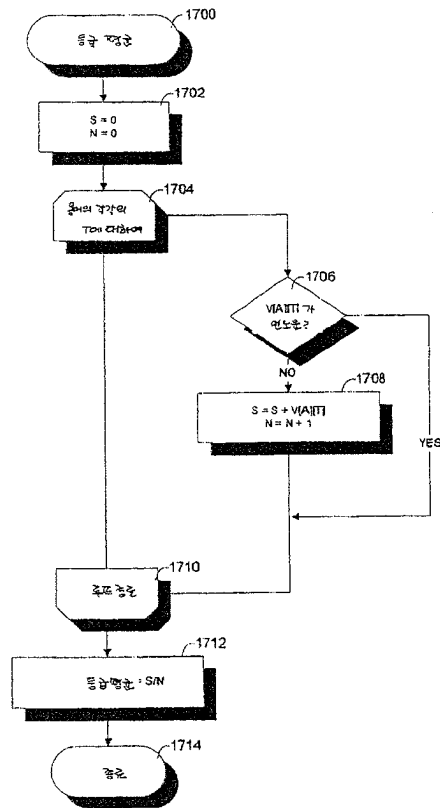 1700
등급 평균
1702
S = 0
N = 0
1704
용어의 각각의
T에 대하여
1706
V[A][T] 가
언노운?
NO
1708
S = S + V[A][T]
N = N + 1
YES
1710
루프 종료
1712
등급평균 : S/N
1714
종료